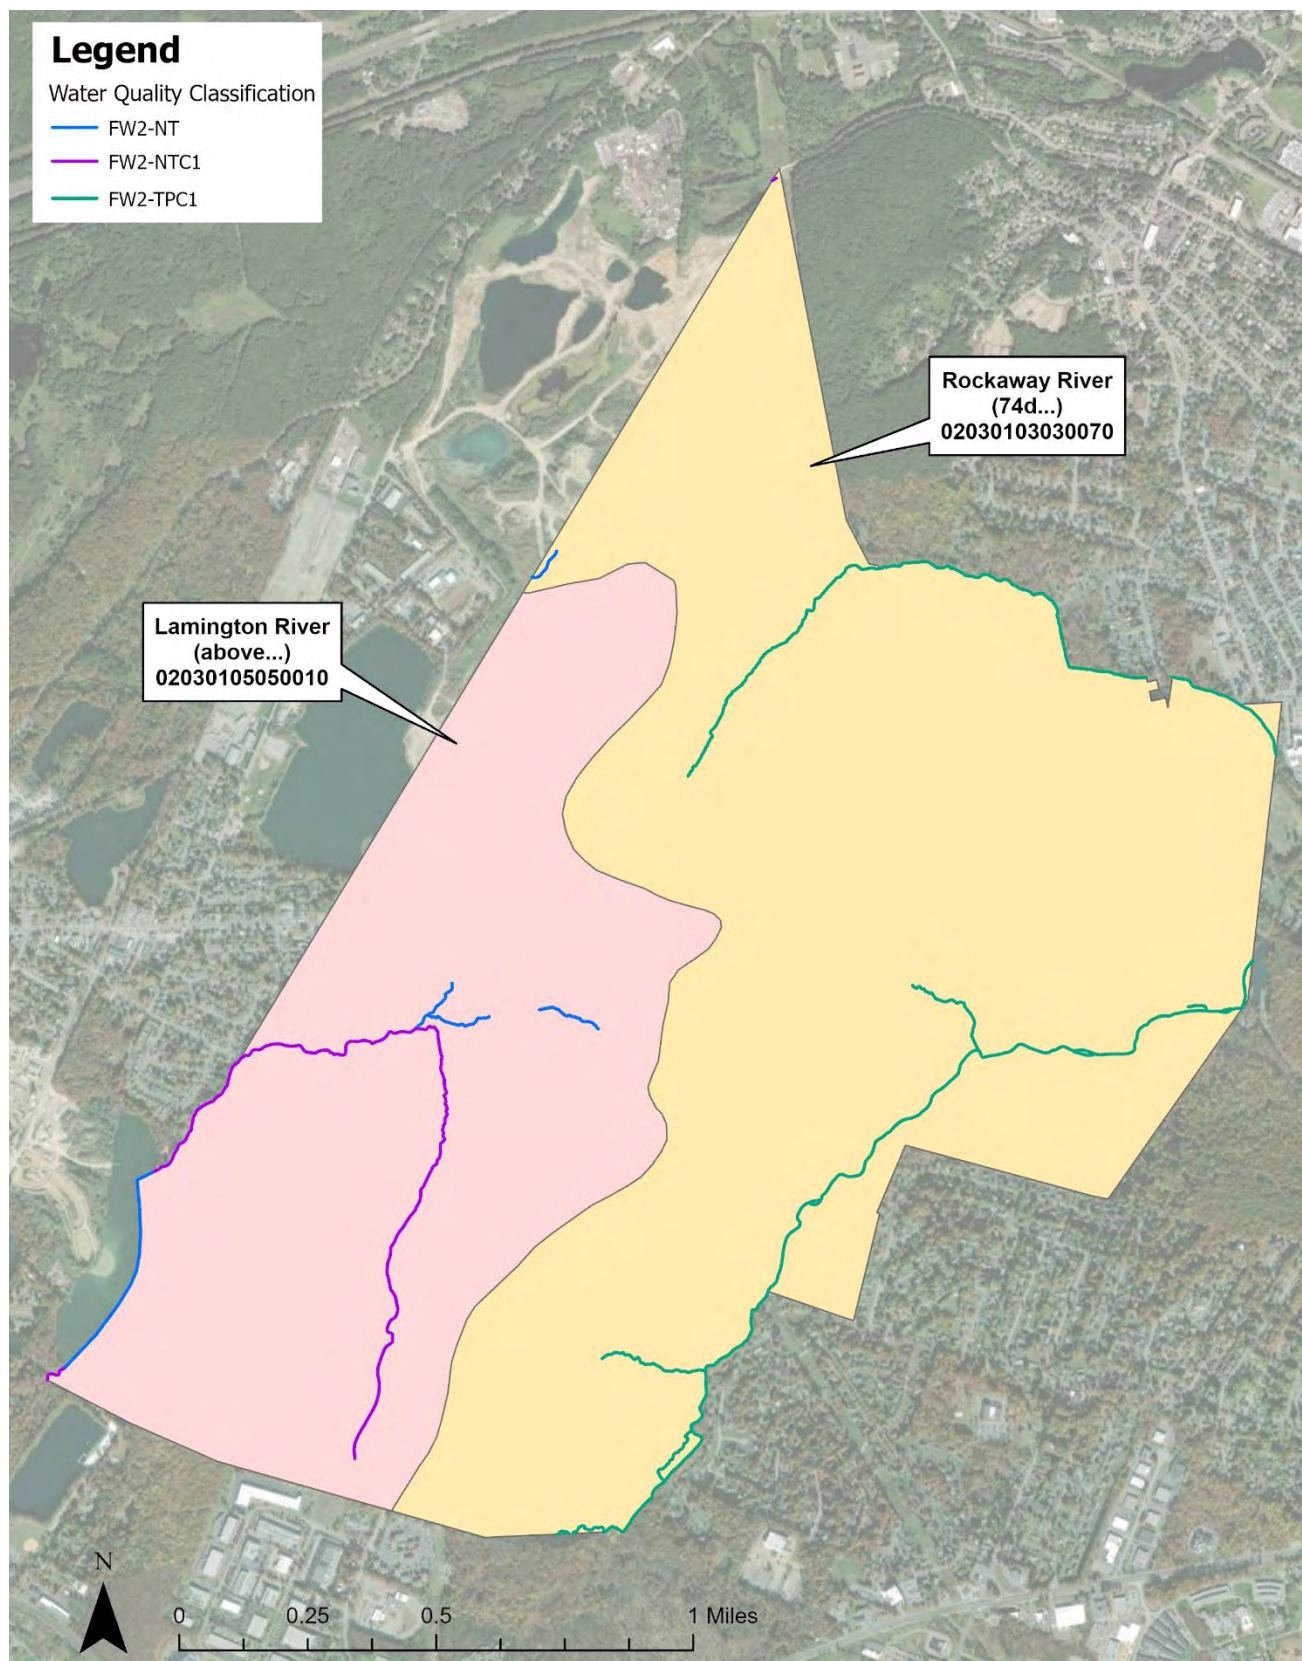 Legend
Water Quality Classification
FW2-NT
FW2-NTC1
FW2-TPC1
Rockaway River
(74d...)
02030103030070
Lamington River
(above...)
02030105050010
N
0 0.25 0.5 1 Miles